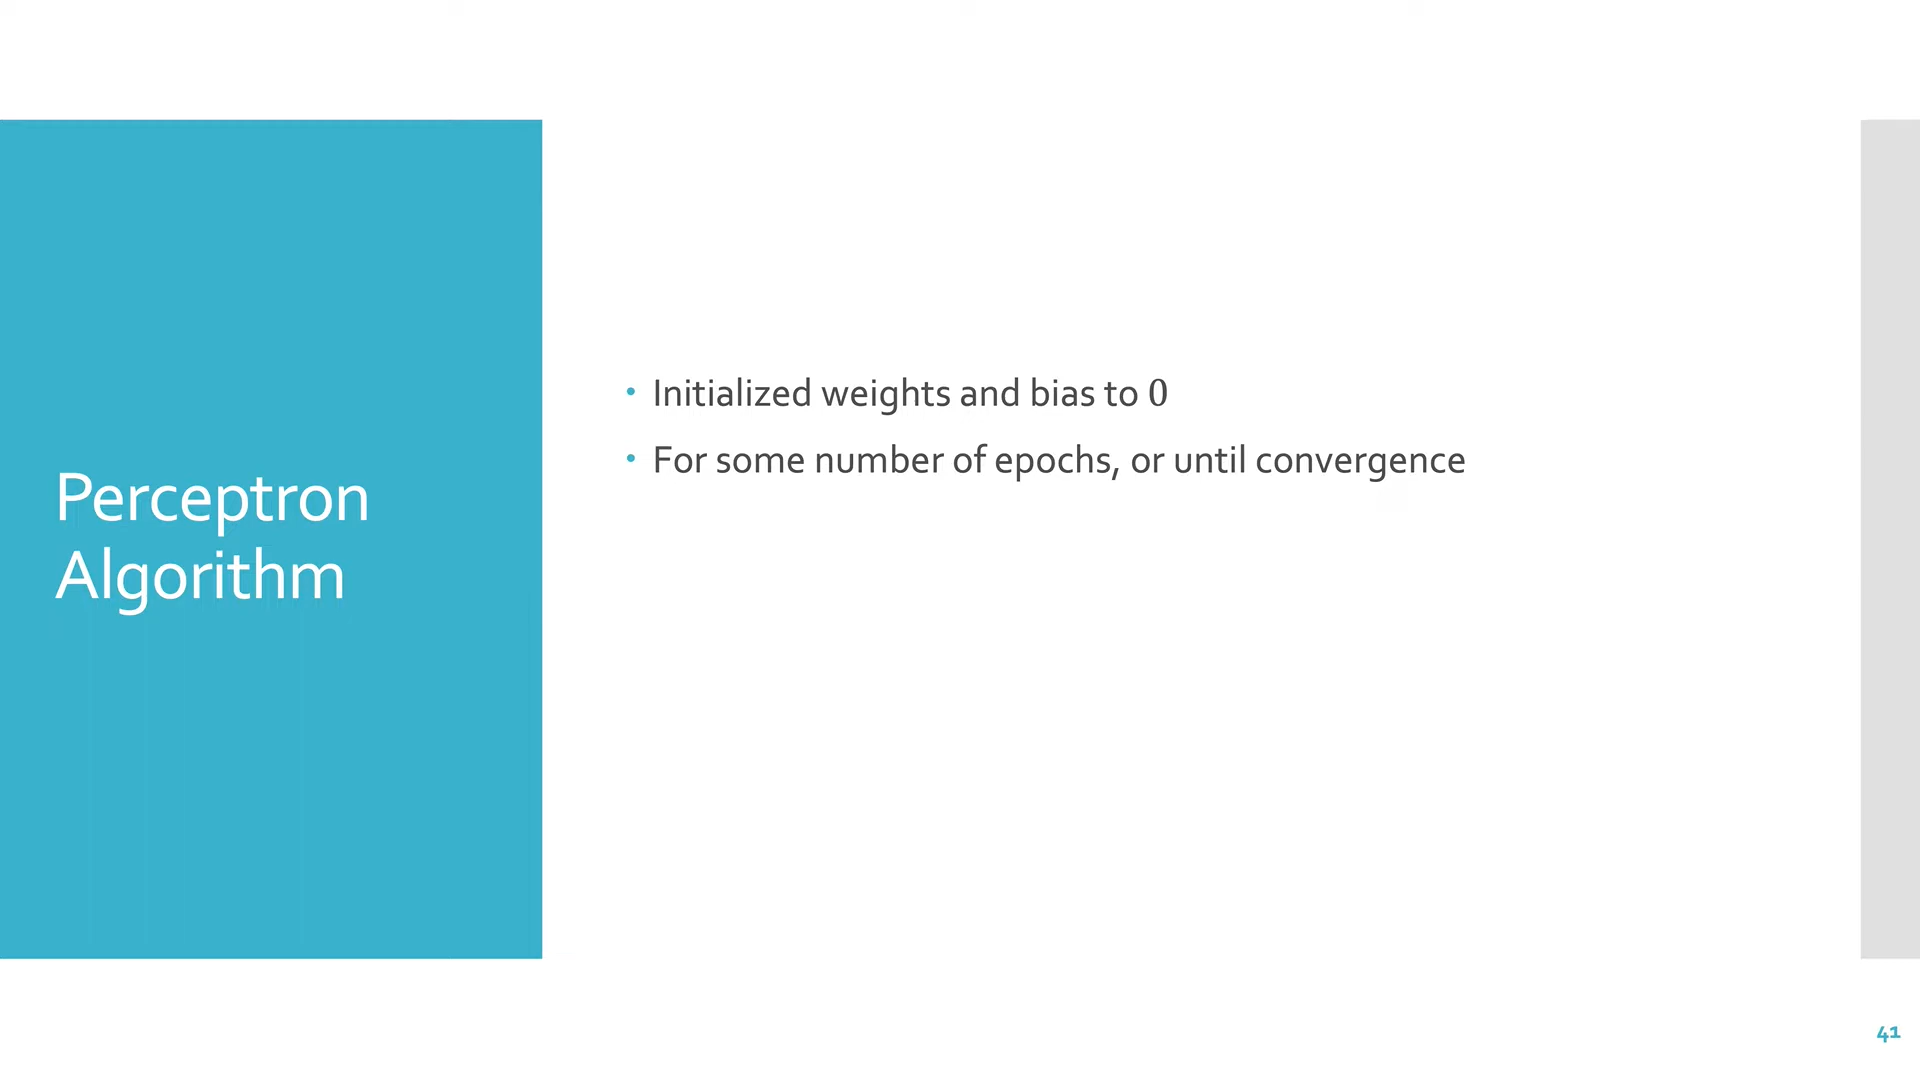 Perceptron
Algorithm
• Initialized weights and bias to 0
• For some number of epochs, or until convergence
41